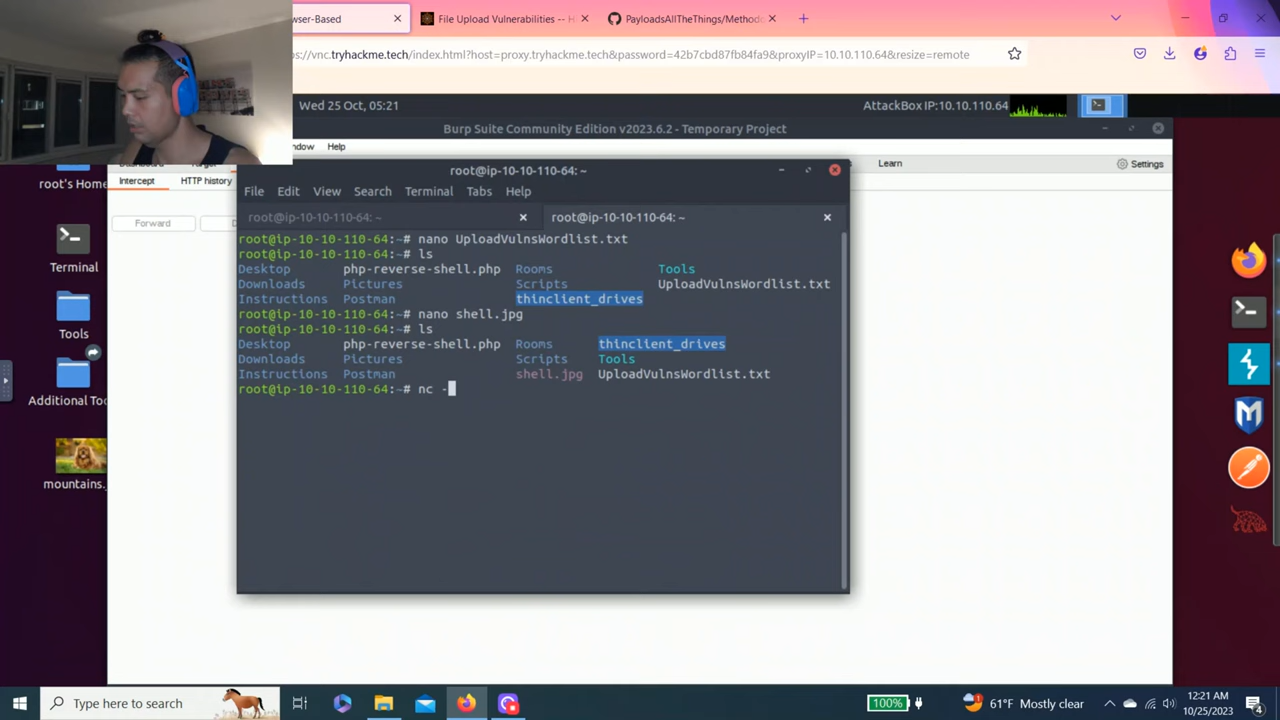 wser-Based
File Upload Vulnerabilities -- H
PayloadsAllTheThings/Methodo
s://vnc.tryhackme.tech/index.html?host=proxy.tryhackme.tech&password=42b7cbd87fb84fa9&proxyIP=10.10.110.64&resize=remote
Wed 25 Oct, 05:21
AttackBox IP:10.10.110.64
Burp Suite Community Edition v2023.6.2 - Temporary Project
ndow Help
Learn
Settings
Intercept HTTP history
Forward
root's Home
Terminal
Tools
Additional To
mountains.
root@ip-10-10-110-64: ~
File Edit View Search Terminal Tabs Help
root@ip-10-10-110-64: ~
root@ip-10-10-110-64: ~
root@ip-10-10-110-64:~# nano UploadVulnsWordlist.txt
root@ip-10-10-110-64:~# ls
Desktop php-reverse-shell.php Rooms Tools
Downloads Pictures Scripts UploadVulnsWordlist.txt
Instructions Postman thinclient_drives
root@ip-10-10-110-64:~# nano shell.jpg
root@ip-10-10-110-64:~# ls
Desktop php-reverse-shell.php Rooms thinclient_drives
Downloads Pictures Scripts Tools
Instructions Postman shell.jpg UploadVulnsWordlist.txt
root@ip-10-10-110-64:~# nc -
Type here to search
100%
61°F Mostly clear
12:21 AM
10/25/2023
4